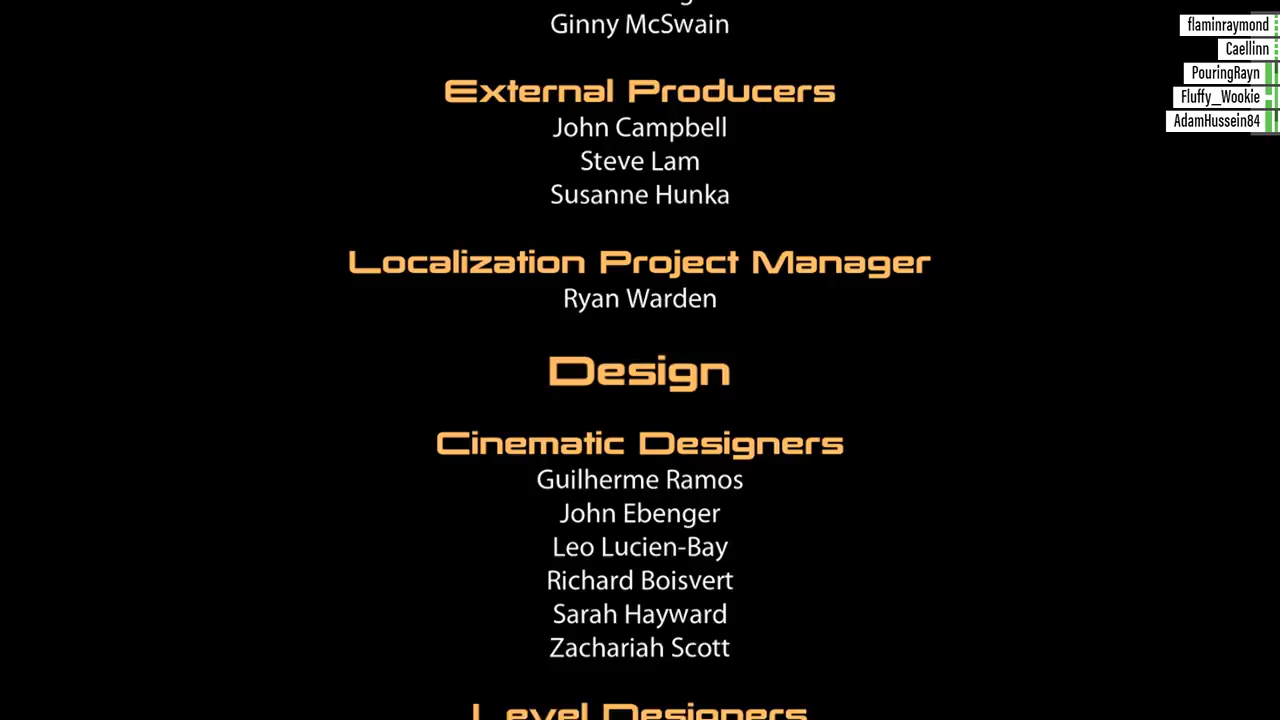 Ginny McSwain
External Producers
John Campbell
Steve Lam
Susanne Hunka
Localization Project Manager
Ryan Warden
Design
Cinematic Designers
Guilherme Ramos
John Ebenger
Leo Lucien-Bay
Richard Boisvert
Sarah Hayward
Zachariah Scott
Level Designers
flaminraymond
Caellinn
PouringRayn
Fluffy_Wookie
AdamHussein84